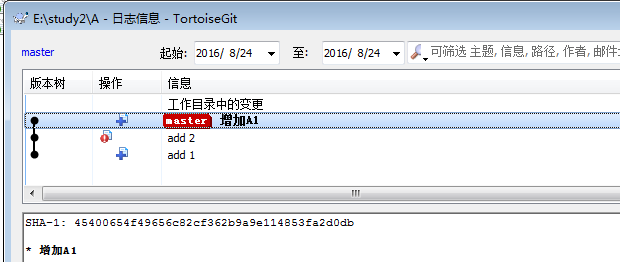 E:\study2\A - 日志信息 - TortoiseGit
master 起始: 2016/ 8/24 至: 2016/ 8/24 可筛选 主题, 信息, 路径, 作者, 邮件
版本树 操作 信息
工作目录中的变更
master 增加A1
add 2
add 1
SHA-1: 45400654f49656c82cf362b9a9e114853fa2d0db
* 增加A1